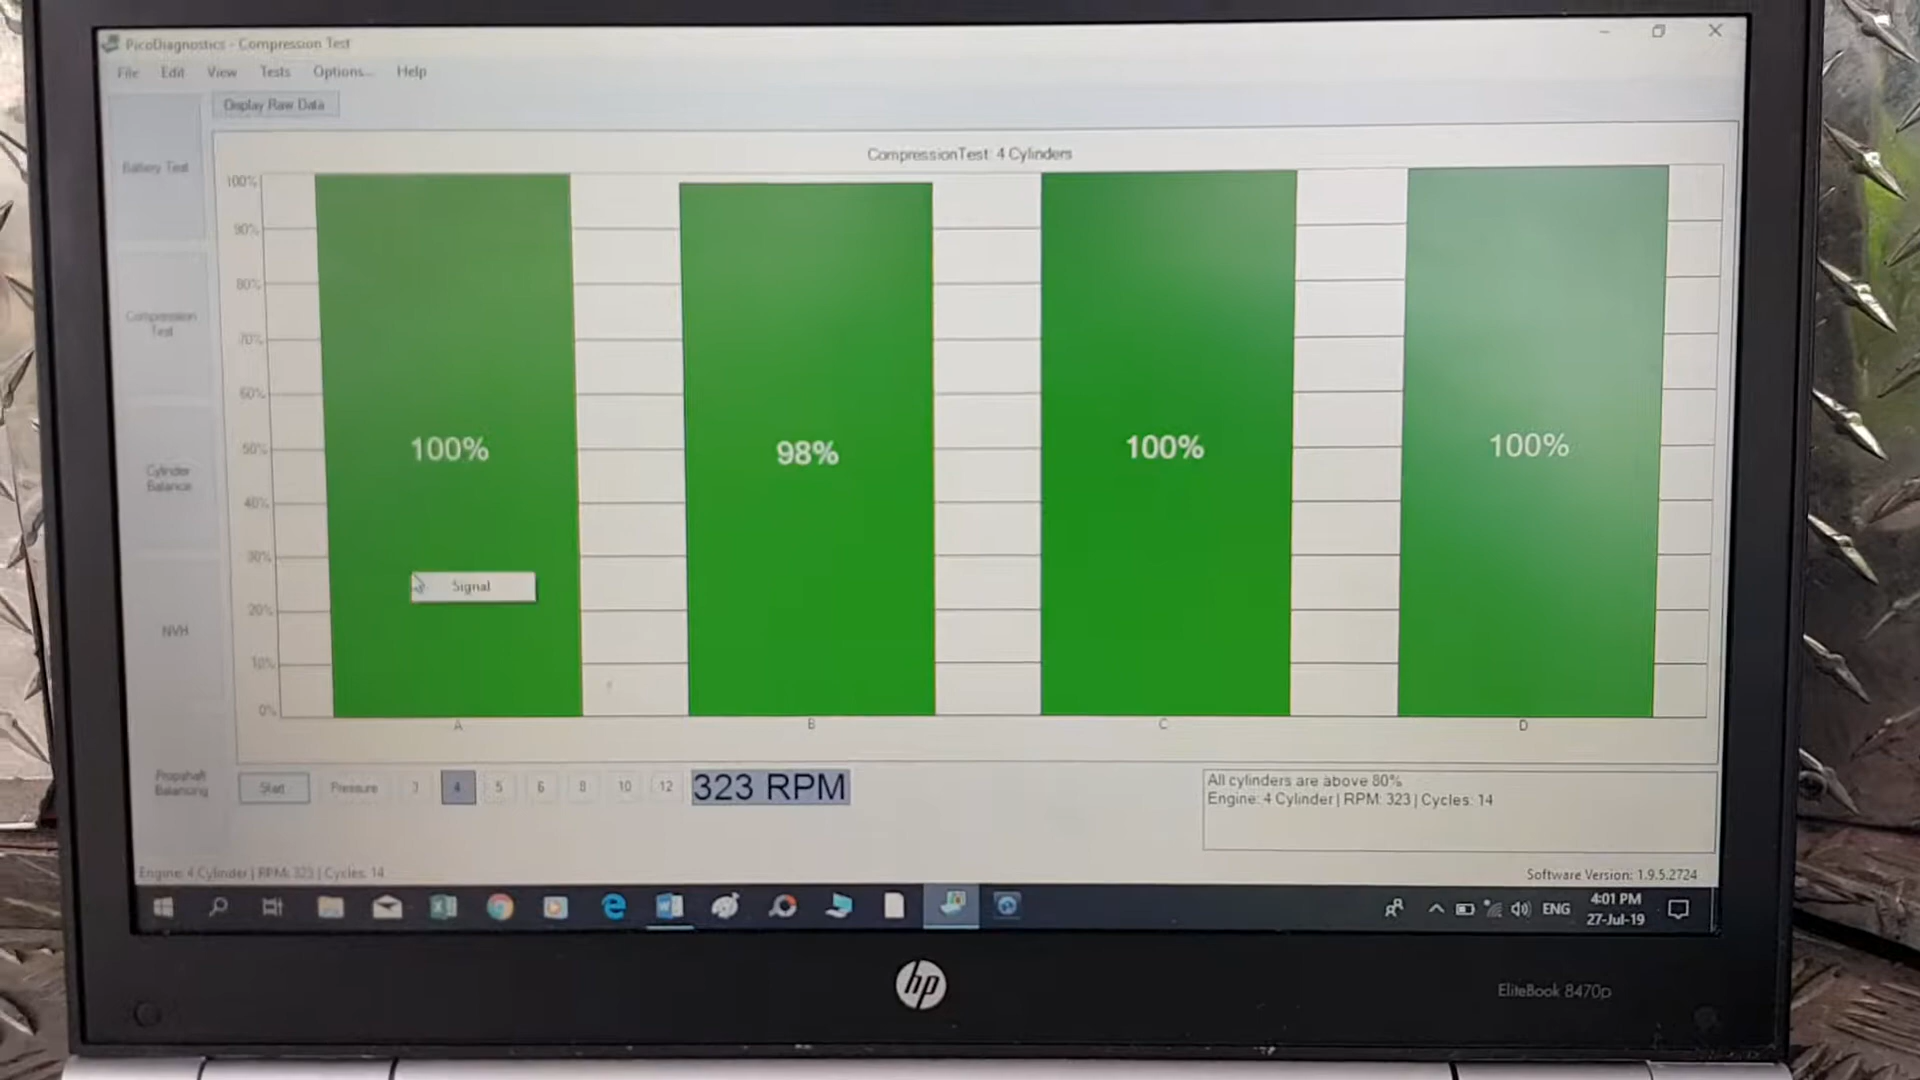 PicoDiagnostics - Compression Test
File Edit View Tests Options... Help
Display Raw Data
Battery Test
Compression
Test
Cylinder
Balance
NVH
Propshaft
Balancing
CompressionTest: 4 Cylinders
100%
90%
80%
70%
60%
50%
40%
30%
20%
10%
0%
100%
98%
100%
100%
Signal
A B C D
Start Pressure 3 4 5 6 8 10 12 323 RPM
All cylinders are above 80%
Engine: 4 Cylinder | RPM: 323 | Cycles: 14
Engine: 4 Cylinder | RPM: 323 | Cycles: 14
Software Version: 1.9.5.2724
ENG
4:01 PM
27-Jul-19
hp
EliteBook 8470p